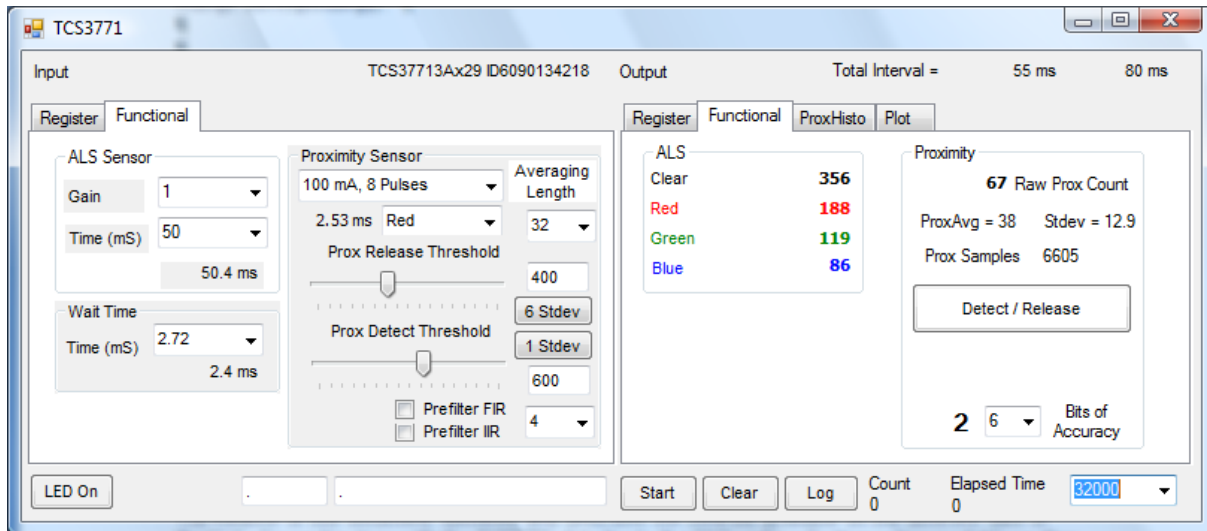 TCS3771
Input TCS37713Ax29 ID6090134218 Output Total Interval = 55 ms 80 ms
Register Functional
ALS Sensor
Gain 1
Time (mS) 50
50.4 ms
Wait Time
Time (mS) 2.72
2.4 ms
Proximity Sensor
100 mA, 8 Pulses
Averaging
Length
2.53 ms Red 32
Prox Release Threshold
400
6 Stdev
Prox Detect Threshold
1 Stdev
600
Prefilter FIR
Prefilter IIR
4
Register Functional ProxHisto Plot
ALS
Clear 356
Red 188
Green 119
Blue 86
Proximity
67 Raw Prox Count
ProxAvg = 38 Stdev = 12.9
Prox Samples 6605
Detect / Release
2 6 Bits of
Accuracy
LED On . .
Start Clear Log Count Elapsed Time 32000
0 0